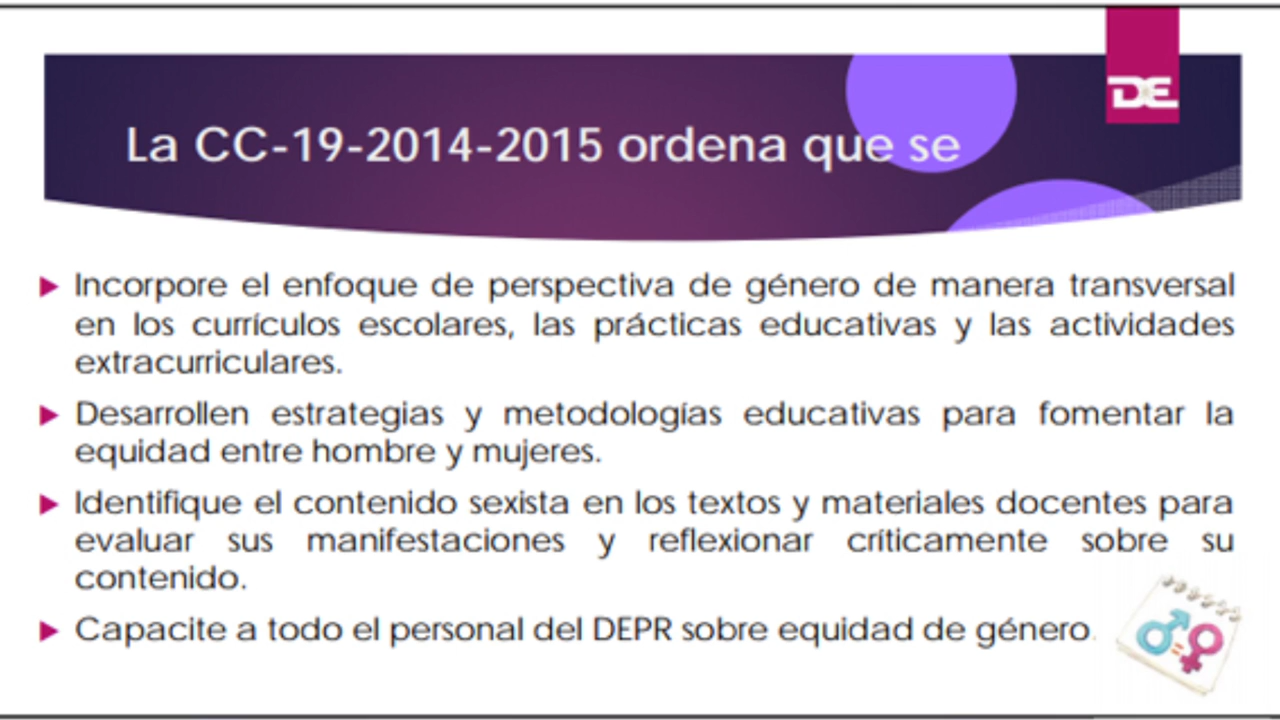 DE
La CC-19-2014-2015 ordena que se
Incorpore el enfoque de perspectiva de género de manera transversal
en los currículos escolares, las prácticas educativas y las actividades
extracurriculares.
Desarrollen estrategias y metodologías educativas para fomentar la
equidad entre hombre y mujeres.
Identifique el contenido sexista en los textos y materiales docentes para
evaluar sus manifestaciones y reflexionar críticamente sobre su
contenido.
Capacite a todo el personal del DEPR sobre equidad de género.